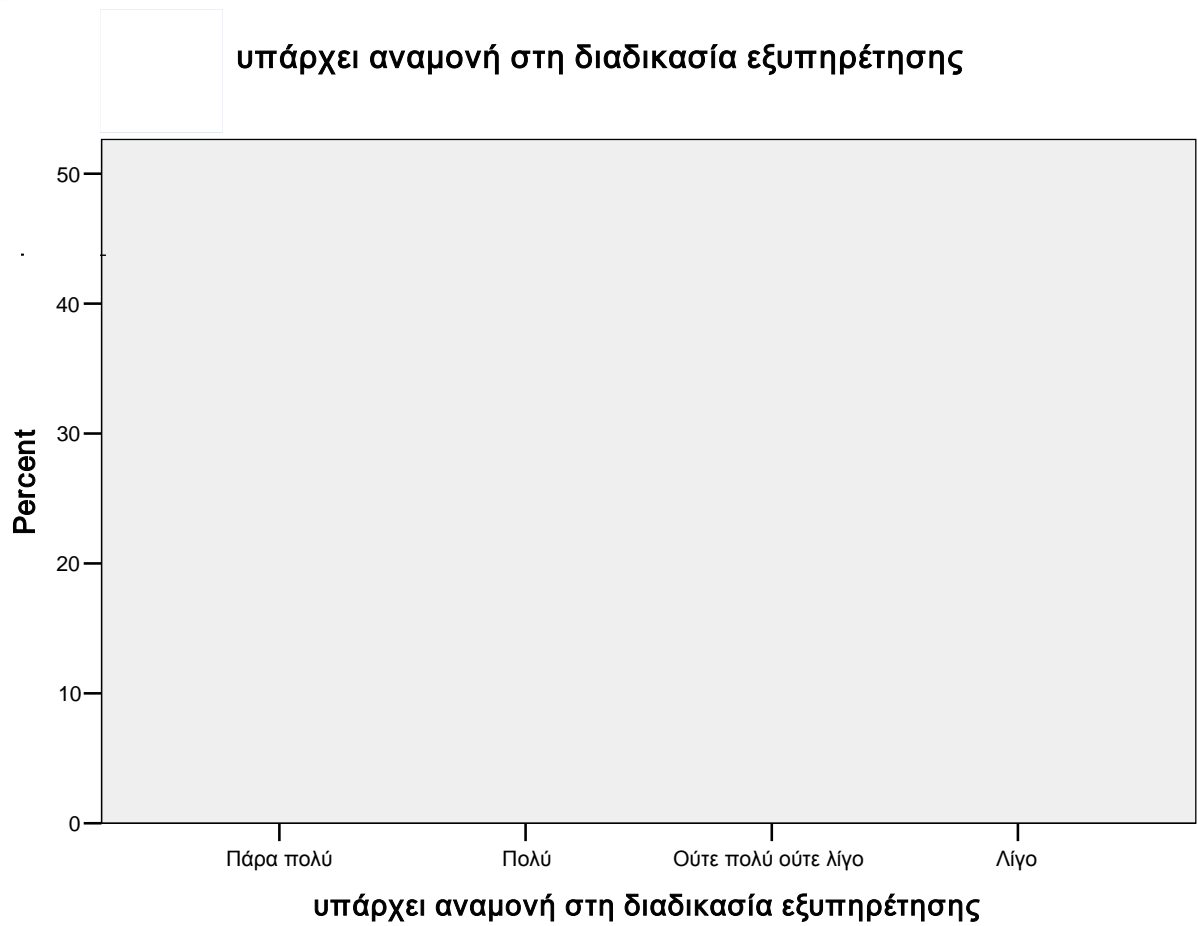 υπάρχει αναμονή στη διαδικασία εξυπηρέτησης
50
40
30
20
10
0
Percent
Πάρα πολύ
Πολύ
Ούτε πολύ ούτε λίγο
Λίγο
υπάρχει αναμονή στη διαδικασία εξυπηρέτησης